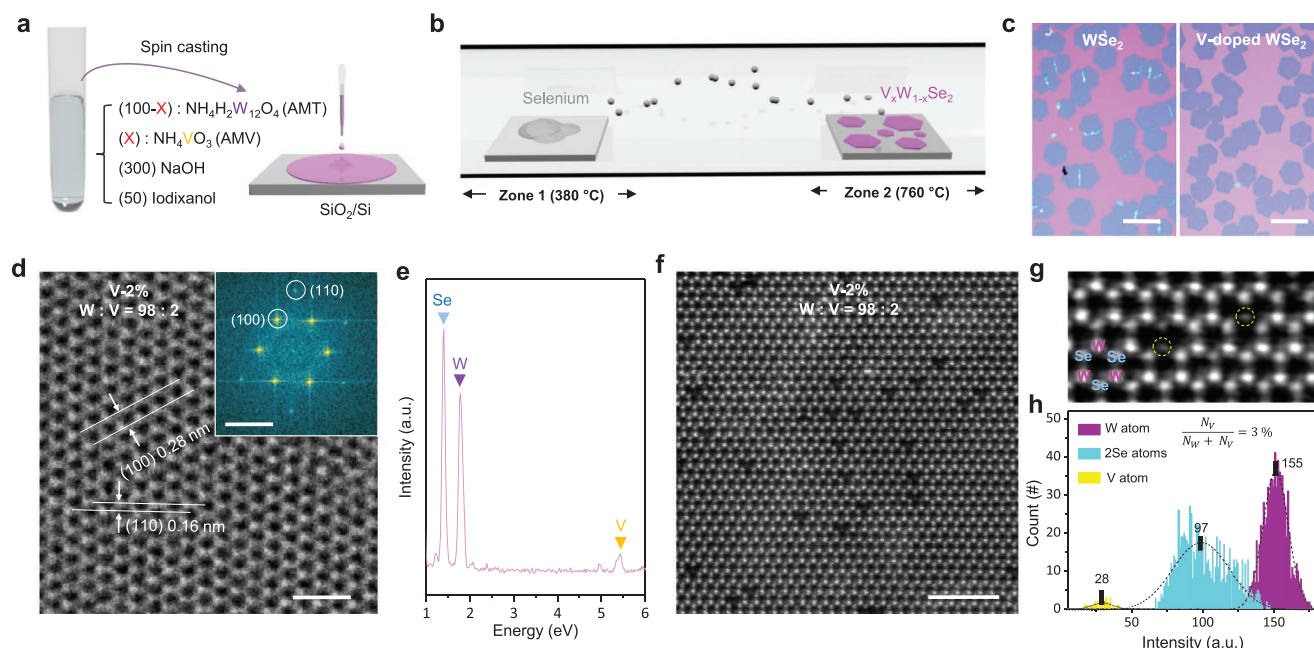 a
Spin casting
(100-X) : NH₄H₂W₁₂O₄ (AMT)
(X) : NH₄VO₃ (AMV)
(300) NaOH
(50) Iodixanol
SiO₂/Si
b
Selenium
VₓW₁₋ₓSe₂
Zone 1 (380 °C)
Zone 2 (760 °C)
c
WSe₂
V-doped WSe₂
d
V-2%
W : V = 98 : 2
(110)
(100)
(100) 0.28 nm
(110) 0.16 nm
e
Se
W
V
Intensity (a.u.)
1 2 3 4 5 6
Energy (eV)
f
V-2%
W : V = 98 : 2
g
W
Se Se
W W
Se
h
50
40
30
20
10
0
Count (#)
W atom
2Se atoms
V atom
N_V / (N_W + N_V) = 3 %
155
97
28
50 100 150
Intensity (a.u.)